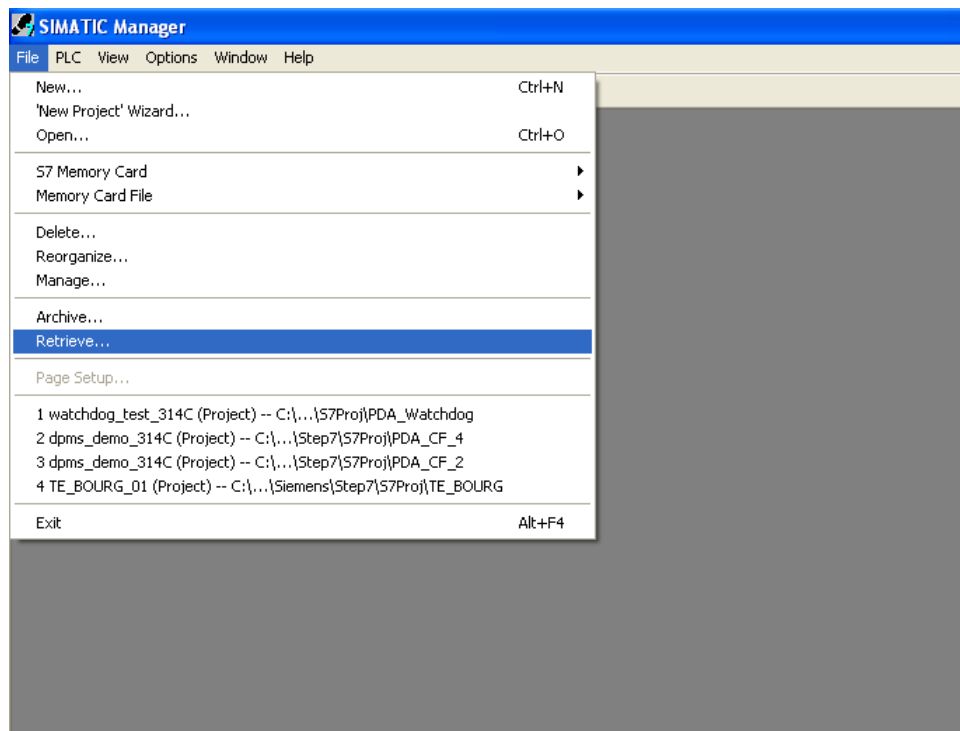 SIMATIC Manager
File PLC View Options Window Help
New... Ctrl+N
'New Project' Wizard...
Open... Ctrl+O
S7 Memory Card
Memory Card File
Delete...
Reorganize...
Manage...
Archive...
Retrieve...
Page Setup...
1 watchdog_test_314C (Project) -- C:\...\S7Proj\PDA_Watchdog
2 dpms_demo_314C (Project) -- C:\...\Step7\S7Proj\PDA_CF_4
3 dpms_demo_314C (Project) -- C:\...\Step7\S7Proj\PDA_CF_2
4 TE_BOURG_01 (Project) -- C:\...\Siemens\Step7\S7Proj\TE_BOURG
Exit Alt+F4